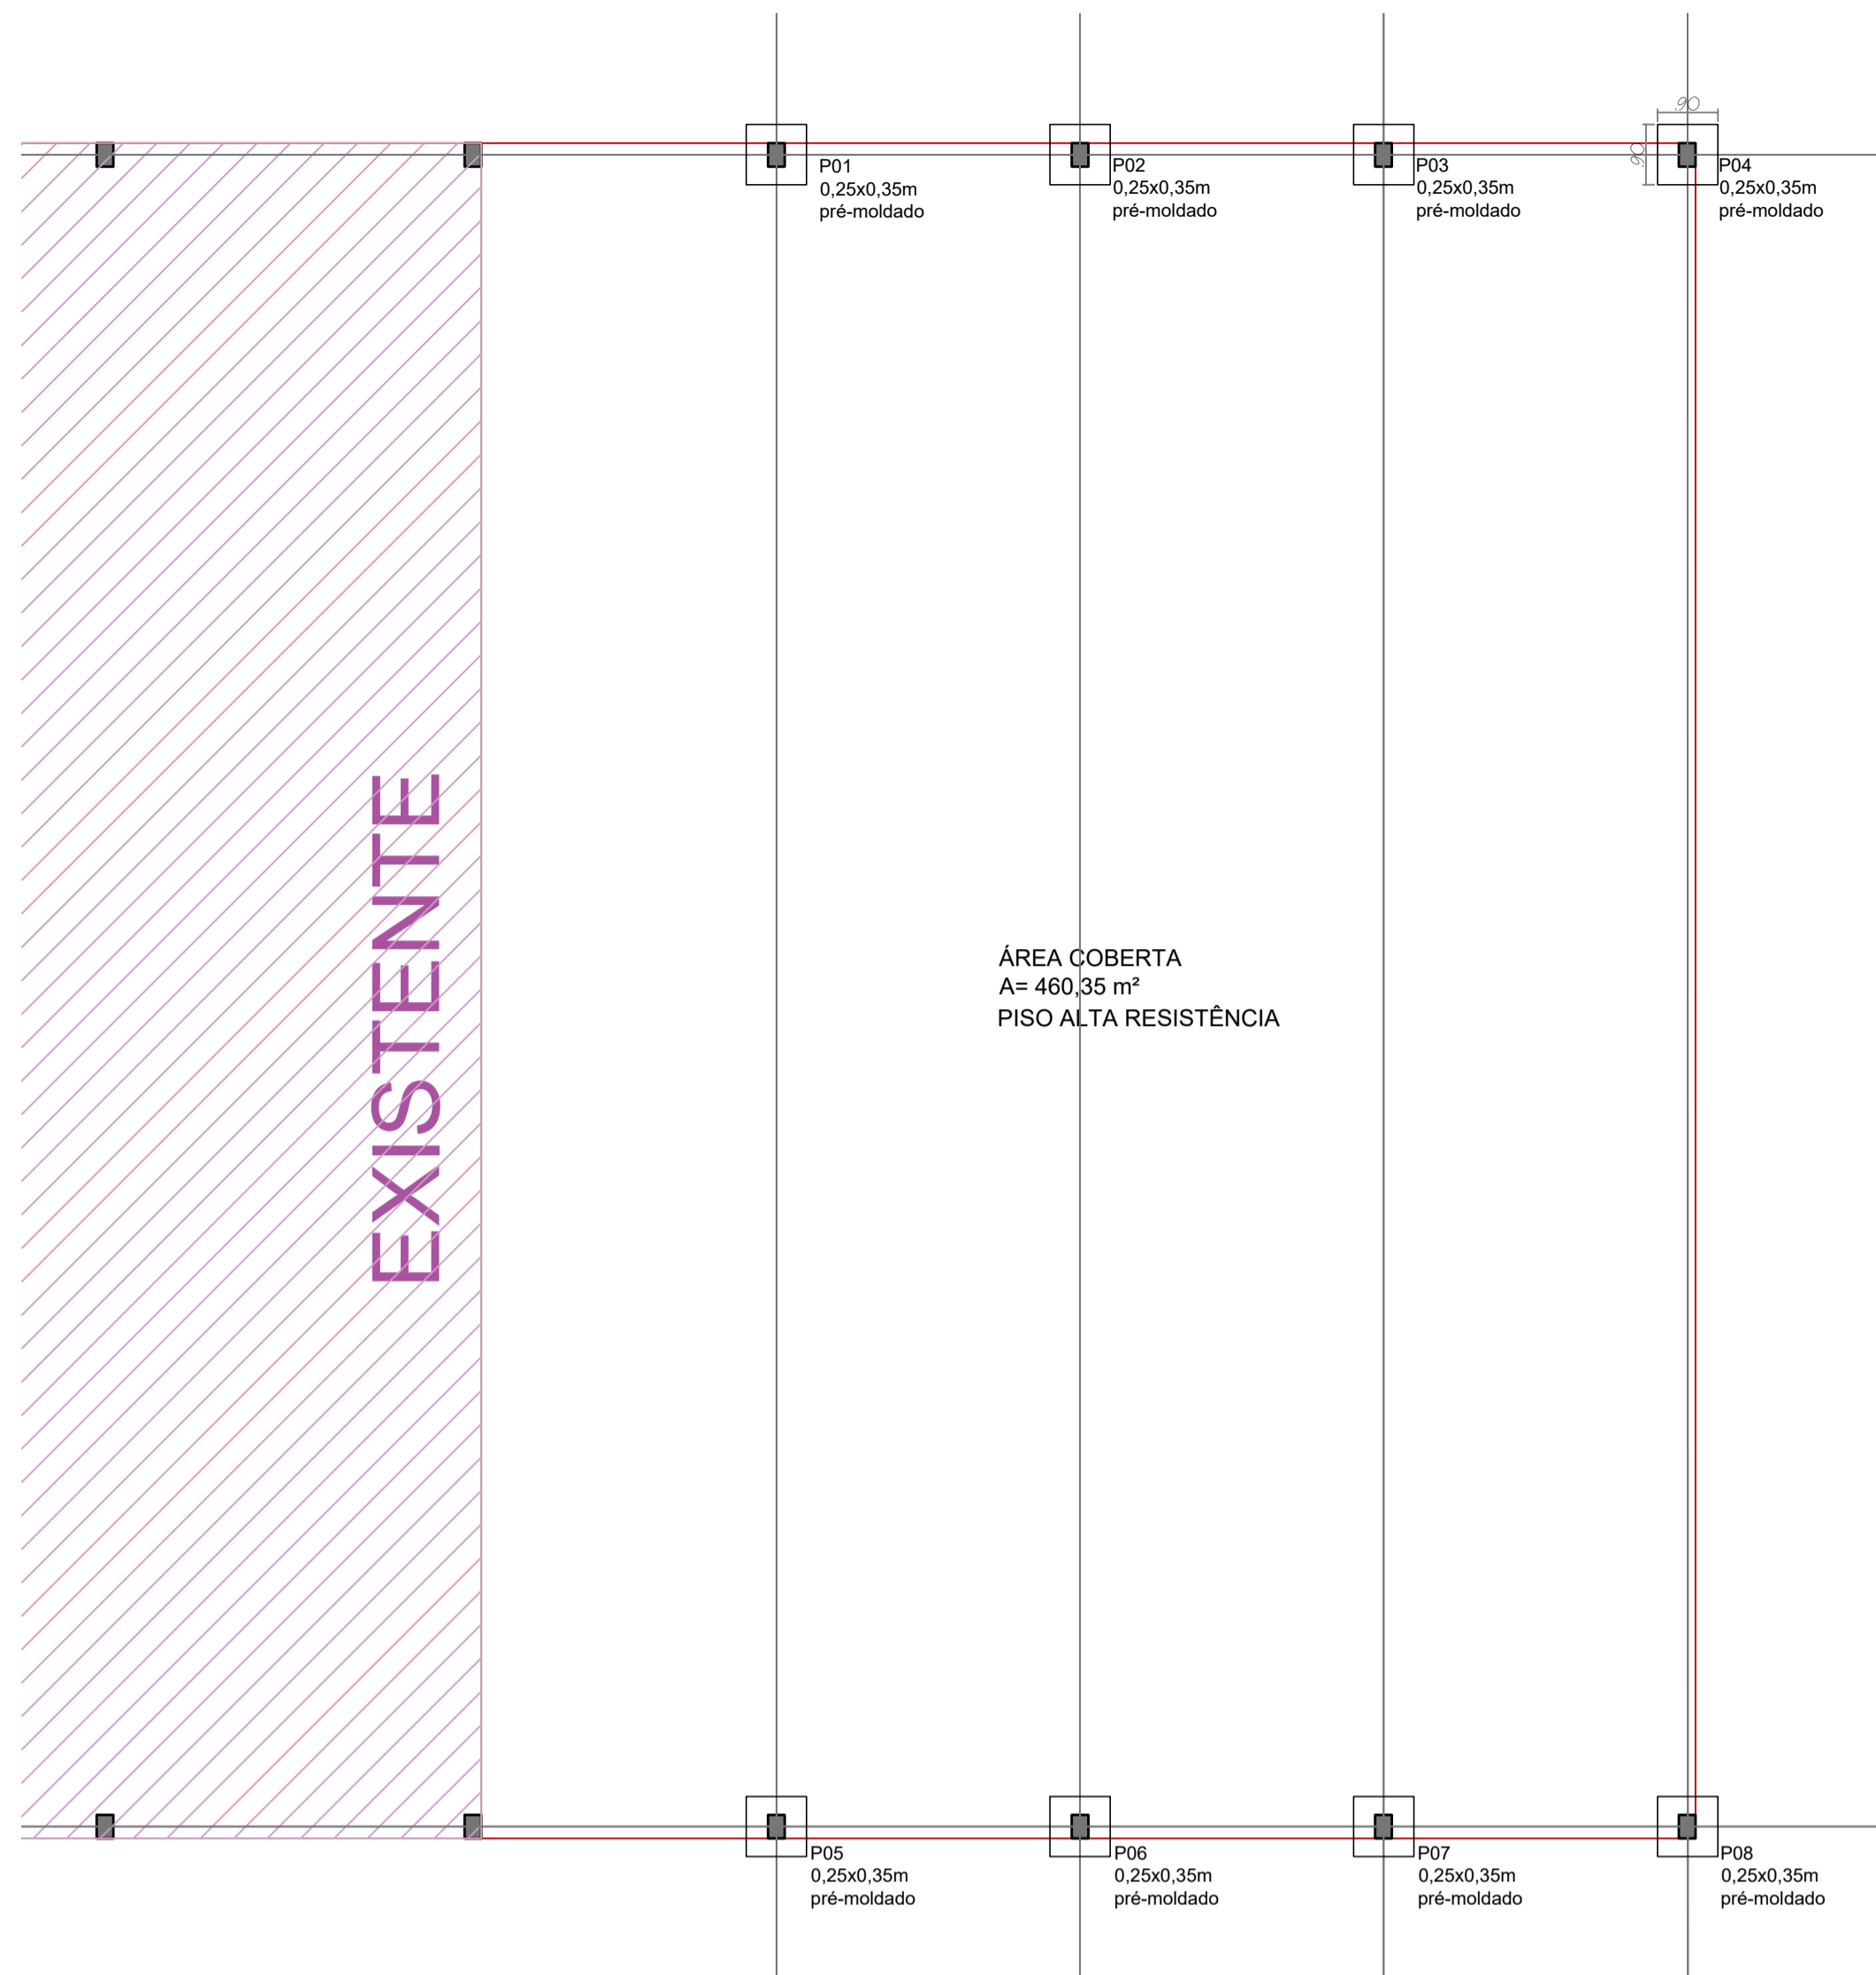 .90
.90
P01
0,25x0,35m
pré-moldado
P02
0,25x0,35m
pré-moldado
P03
0,25x0,35m
pré-moldado
P04
0,25x0,35m
pré-moldado
EXISTENTE
ÁREA COBERTA
A= 460,35 m²
PISO ALTA RESISTÊNCIA
P05
0,25x0,35m
pré-moldado
P06
0,25x0,35m
pré-moldado
P07
0,25x0,35m
pré-moldado
P08
0,25x0,35m
pré-moldado